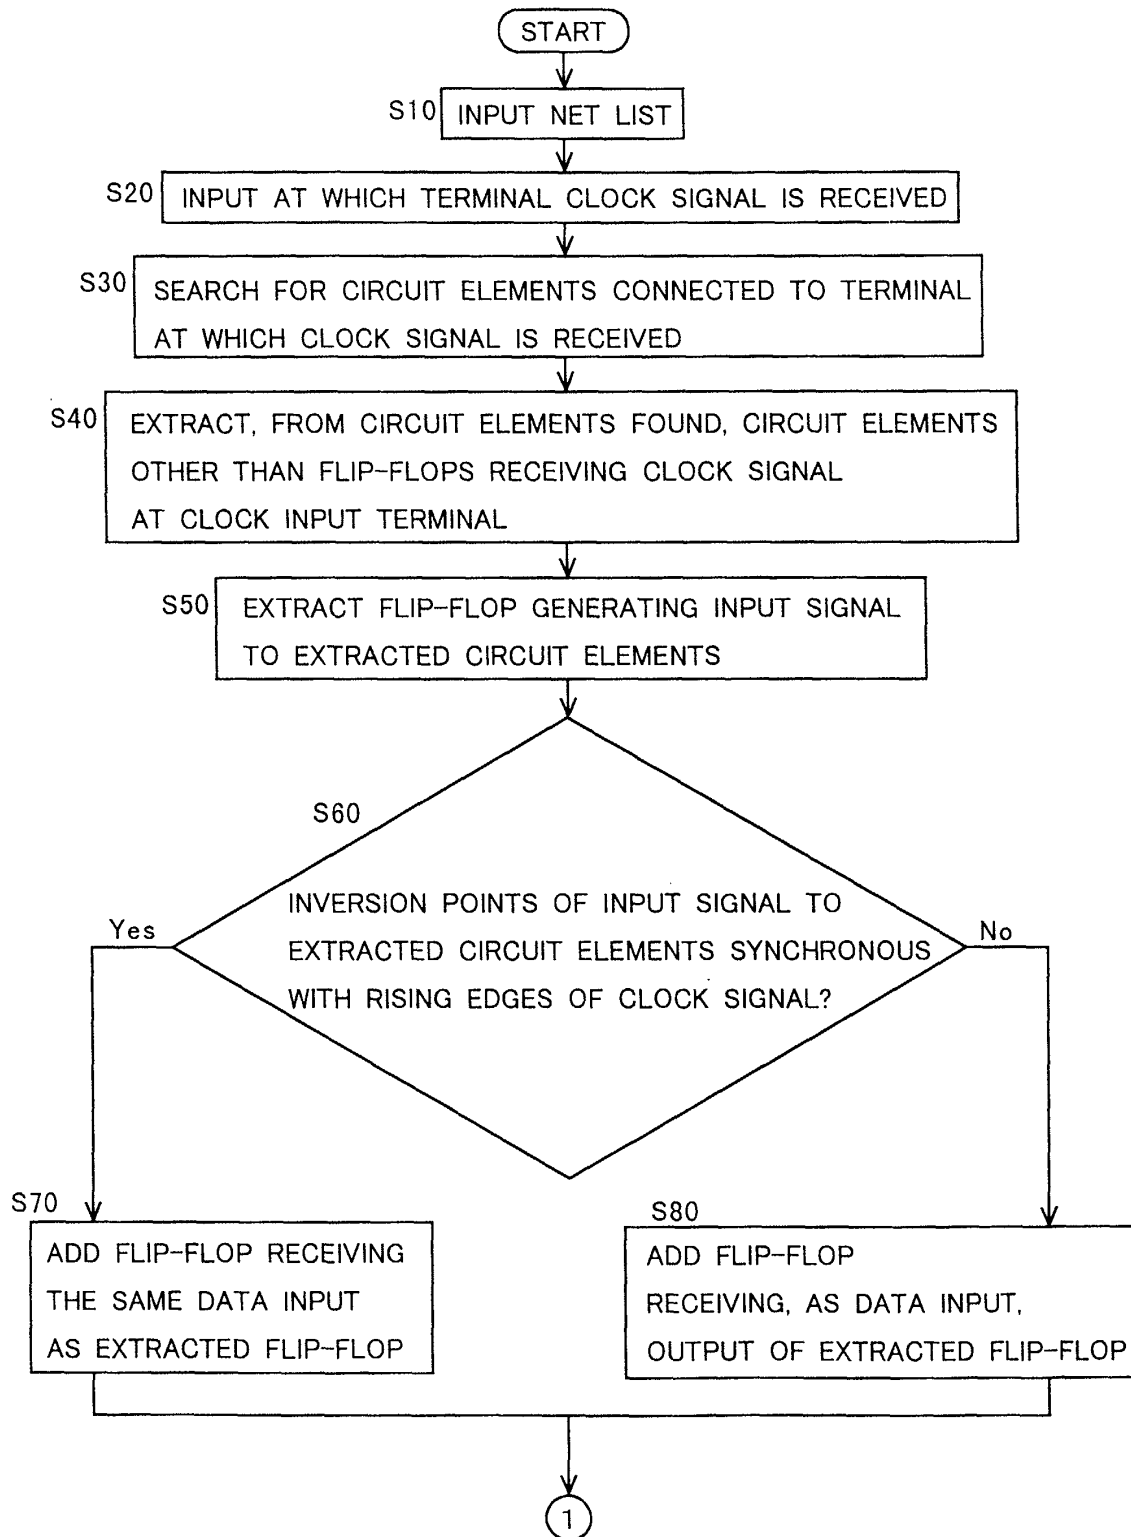 START
S10
INPUT NET LIST
S20
INPUT AT WHICH TERMINAL CLOCK SIGNAL IS RECEIVED
S30
SEARCH FOR CIRCUIT ELEMENTS CONNECTED TO TERMINAL
AT WHICH CLOCK SIGNAL IS RECEIVED
S40
EXTRACT, FROM CIRCUIT ELEMENTS FOUND, CIRCUIT ELEMENTS
OTHER THAN FLIP-FLOPS RECEIVING CLOCK SIGNAL
AT CLOCK INPUT TERMINAL
S50
EXTRACT FLIP-FLOP GENERATING INPUT SIGNAL
TO EXTRACTED CIRCUIT ELEMENTS
S60
INVERSION POINTS OF INPUT SIGNAL TO
EXTRACTED CIRCUIT ELEMENTS SYNCHRONOUS
WITH RISING EDGES OF CLOCK SIGNAL?
Yes
No
S70
ADD FLIP-FLOP RECEIVING
THE SAME DATA INPUT
AS EXTRACTED FLIP-FLOP
S80
ADD FLIP-FLOP
RECEIVING, AS DATA INPUT,
OUTPUT OF EXTRACTED FLIP-FLOP
1